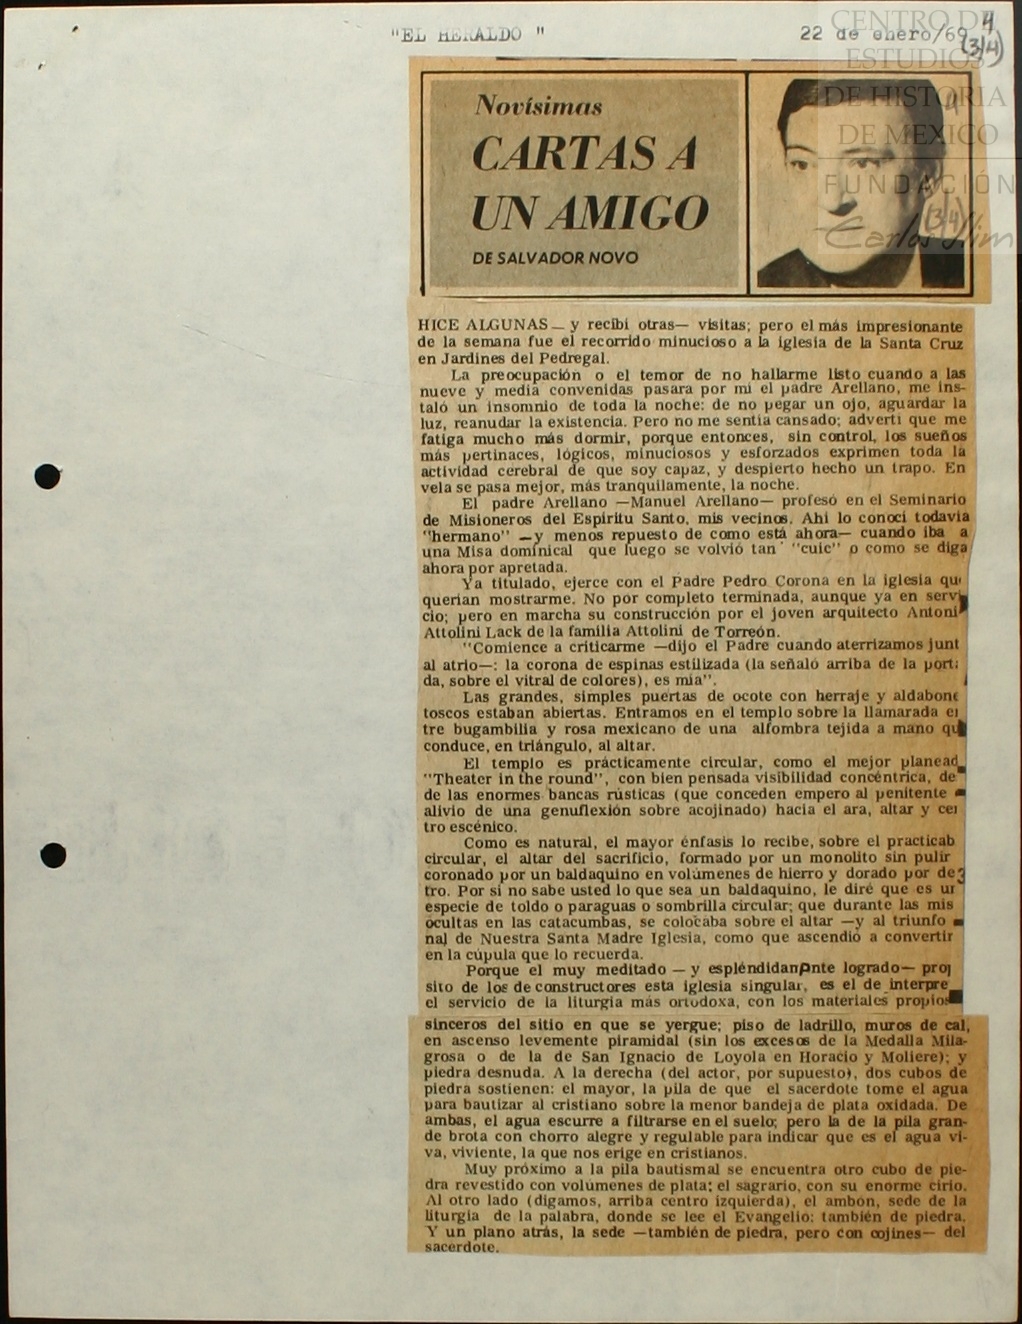 "EL HERALDO "
22 de enero/69
4
(3/4)
CENTRO DE
ESTUDIOS
DE HISTORIA
DE MEXICO
FUNDACIÓN
Carlos Slim
Novísimas
CARTAS A
UN AMIGO
DE SALVADOR NOVO
HICE ALGUNAS — y recibí otras— visitas; pero el más impresionante
de la semana fue el recorrido minucioso a la iglesia de la Santa Cruz
en Jardines del Pedregal.
La preocupación o el temor de no hallarme listo cuando a las
nueve y media convenidas pasara por mí el padre Arellano, me ins-
taló un insomnio de toda la noche: de no pegar un ojo, aguardar la
luz, reanudar la existencia. Pero no me sentía cansado; advertí que me
fatiga mucho más dormir, porque entonces, sin control, los sueños
más pertinaces, lógicos, minuciosos y esforzados exprimen toda la
actividad cerebral de que soy capaz, y despierto hecho un trapo. En
vela se pasa mejor, más tranquilamente, la noche.
El padre Arellano —Manuel Arellano— profesó en el Seminario
de Misioneros del Espíritu Santo, mis vecinos. Ahí lo conocí todavía
"hermano" —y menos repuesto de como está ahora— cuando iba a
una Misa dominical que luego se volvió tan "cuic" o como se diga
ahora por apretada.
Ya titulado, ejerce con el Padre Pedro Corona en la iglesia qu
querían mostrarme. No por completo terminada, aunque ya en servi
cio; pero en marcha su construcción por el joven arquitecto Antoni
Attolini Lack de la familia Attolini de Torreón.
"Comience a criticarme —dijo el Padre cuando aterrizamos junt
al atrio—: la corona de espinas estilizada (la señaló arriba de la port
da, sobre el vitral de colores), es mía".
Las grandes, simples puertas de ocote con herraje y aldabone
toscos estaban abiertas. Entramos en el templo sobre la llamarada e
tre bugambilia y rosa mexicano de una alfombra tejida a mano qu
conduce, en triángulo, al altar.
El templo es prácticamente circular, como el mejor planead
"Theater in the round", con bien pensada visibilidad concéntrica, de
de las enormes bancas rústicas (que conceden empero al penitente
alivio de una genuflexión sobre acojinado) hacia el ara, altar y ce
tro escénico.
Como es natural, el mayor énfasis lo recibe, sobre el practicab
circular, el altar del sacrificio, formado por un monolito sin pulir
coronado por un baldaquino en volúmenes de hierro y dorado por de
tro. Por si no sabe usted lo que sea un baldaquino, le diré que es u
especie de toldo o paraguas o sombrilla circular; que durante las mis
ocultas en las catacumbas, se colocaba sobre el altar —y al triunfo
nal de Nuestra Santa Madre Iglesia, como que ascendió a convertir
en la cúpula que lo recuerda.
Porque el muy meditado — y espléndidamente logrado— pro
sito de los de constructores esta iglesia singular, es el de interpre
el servicio de la liturgia más ortodoxa, con los materiales propios
sinceros del sitio en que se yergue; piso de ladrillo, muros de cal,
en ascenso levemente piramidal (sin los excesos de la Medalla Mila-
grosa o de la de San Ignacio de Loyola en Horacio y Moliere); y
piedra desnuda. A la derecha (del actor, por supuesto), dos cubos de
piedra sostienen: el mayor, la pila de que el sacerdote tome el agua
para bautizar al cristiano sobre la menor bandeja de plata oxidada. De
ambas, el agua escurre a filtrarse en el suelo; pero la de la pila gran-
de brota con chorro alegre y regulable para indicar que es el agua vi-
va, viviente, la que nos erige en cristianos.
Muy próximo a la pila bautismal se encuentra otro cubo de pie-
dra revestido con volúmenes de plata; el sagrario, con su enorme cirio.
Al otro lado (digamos, arriba centro izquierda), el ambón, sede de la
liturgia de la palabra, donde se lee el Evangelio: también de piedra.
Y un plano atrás, la sede —también de piedra, pero con cojines— del
sacerdote.